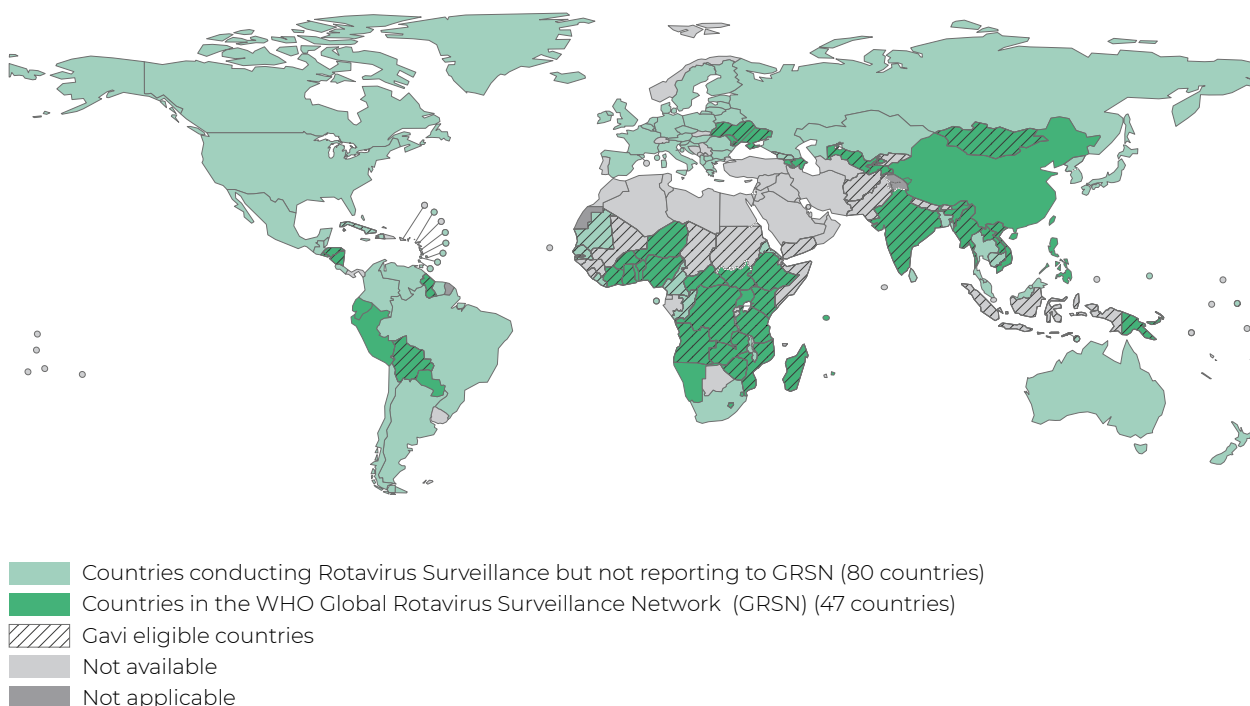 Countries conducting Rotavirus Surveillance but not reporting to GRSN (80 countries)
Countries in the WHO Global Rotavirus Surveillance Network (GRSN) (47 countries)
Gavi eligible countries
Not available
Not applicable